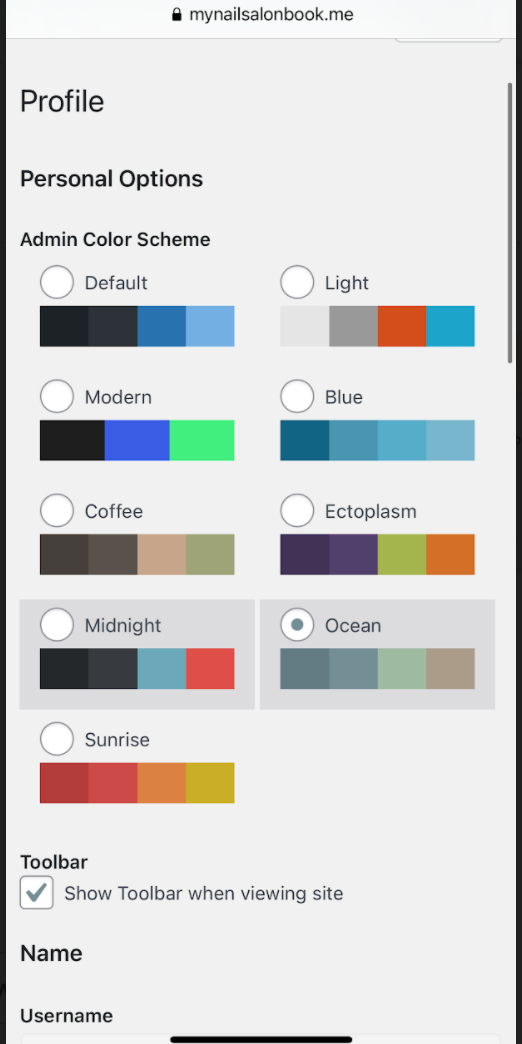 mynailsalonbook.me
Profile
Personal Options
Admin Color Scheme
Default Light
Modern Blue
Coffee Ectoplasm
Midnight Ocean
Sunrise
Toolbar
Show Toolbar when viewing site
Name
Username